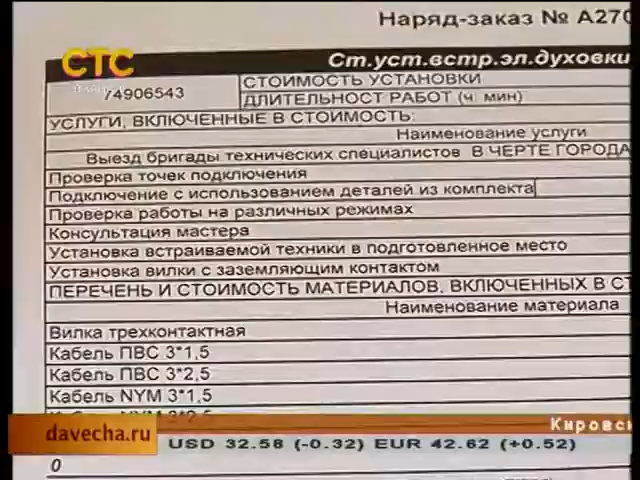 Наряд-заказ № А270
СТС
Ст.уст.встр.эл.духовки
74906543
СТОИМОСТЬ УСТАНОВКИ
ДЛИТЕЛЬНОСТ РАБОТ (ч: мин)
УСЛУГИ, ВКЛЮЧЕННЫЕ В СТОИМОСТЬ:
Наименование услуги
Выезд бригады технических специалистов В ЧЕРТЕ ГОРОДА
Проверка точек подключения
Подключение с использованием деталей из комплекта
Проверка работы на различных режимах
Консультация мастера
Установка встраиваемой техники в подготовленное место
Установка вилки с заземляющим контактом
ПЕРЕЧЕНЬ И СТОИМОСТЬ МАТЕРИАЛОВ, ВКЛЮЧЕННЫХ В СТ
Наименование материала
Вилка трехконтактная
Кабель ПВС 3*1,5
Кабель ПВС 3*2,5
Кабель NYM 3*1,5
Кировск
davecha.ru
USD 32.58 (-0.32) EUR 42.62 (+0.52)
0